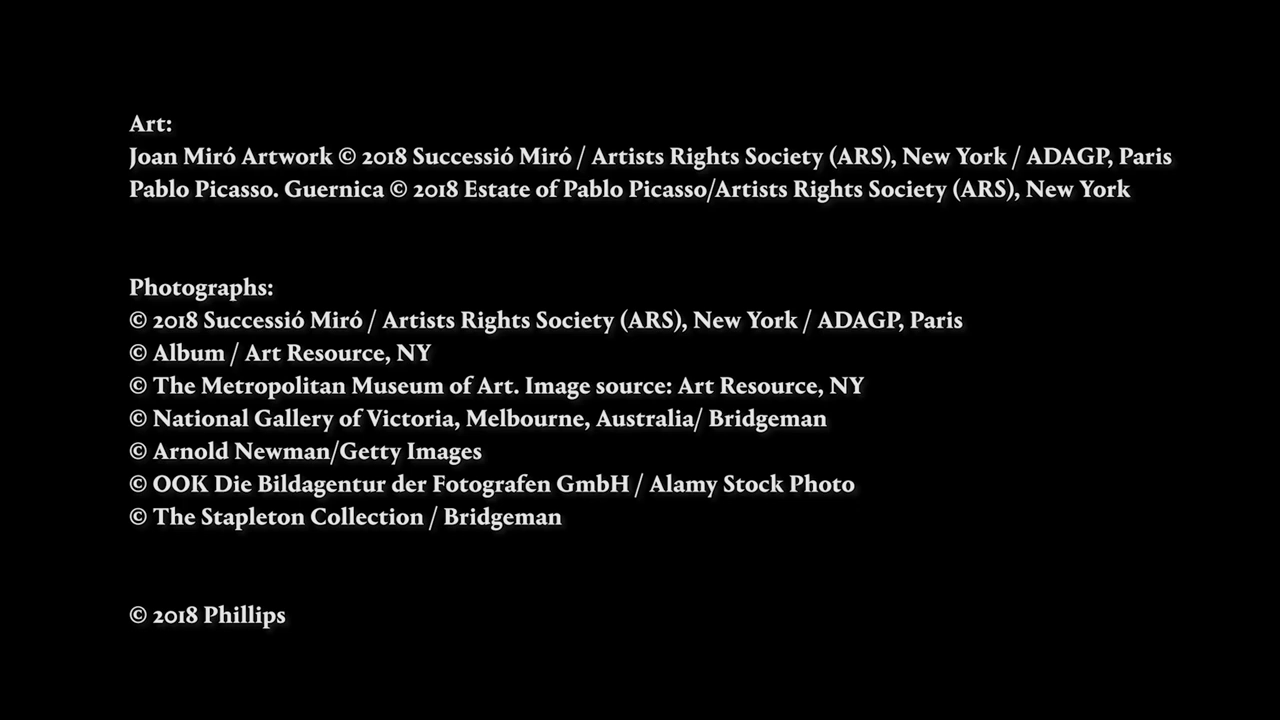 Art:
Joan Miró Artwork © 2018 Successió Miró / Artists Rights Society (ARS), New York / ADAGP, Paris
Pablo Picasso. Guernica © 2018 Estate of Pablo Picasso/Artists Rights Society (ARS), New York
Photographs:
© 2018 Successió Miró / Artists Rights Society (ARS), New York / ADAGP, Paris
© Album / Art Resource, NY
© The Metropolitan Museum of Art. Image source: Art Resource, NY
© National Gallery of Victoria, Melbourne, Australia/ Bridgeman
© Arnold Newman/Getty Images
© OOK Die Bildagentur der Fotografen GmbH / Alamy Stock Photo
© The Stapleton Collection / Bridgeman
© 2018 Phillips